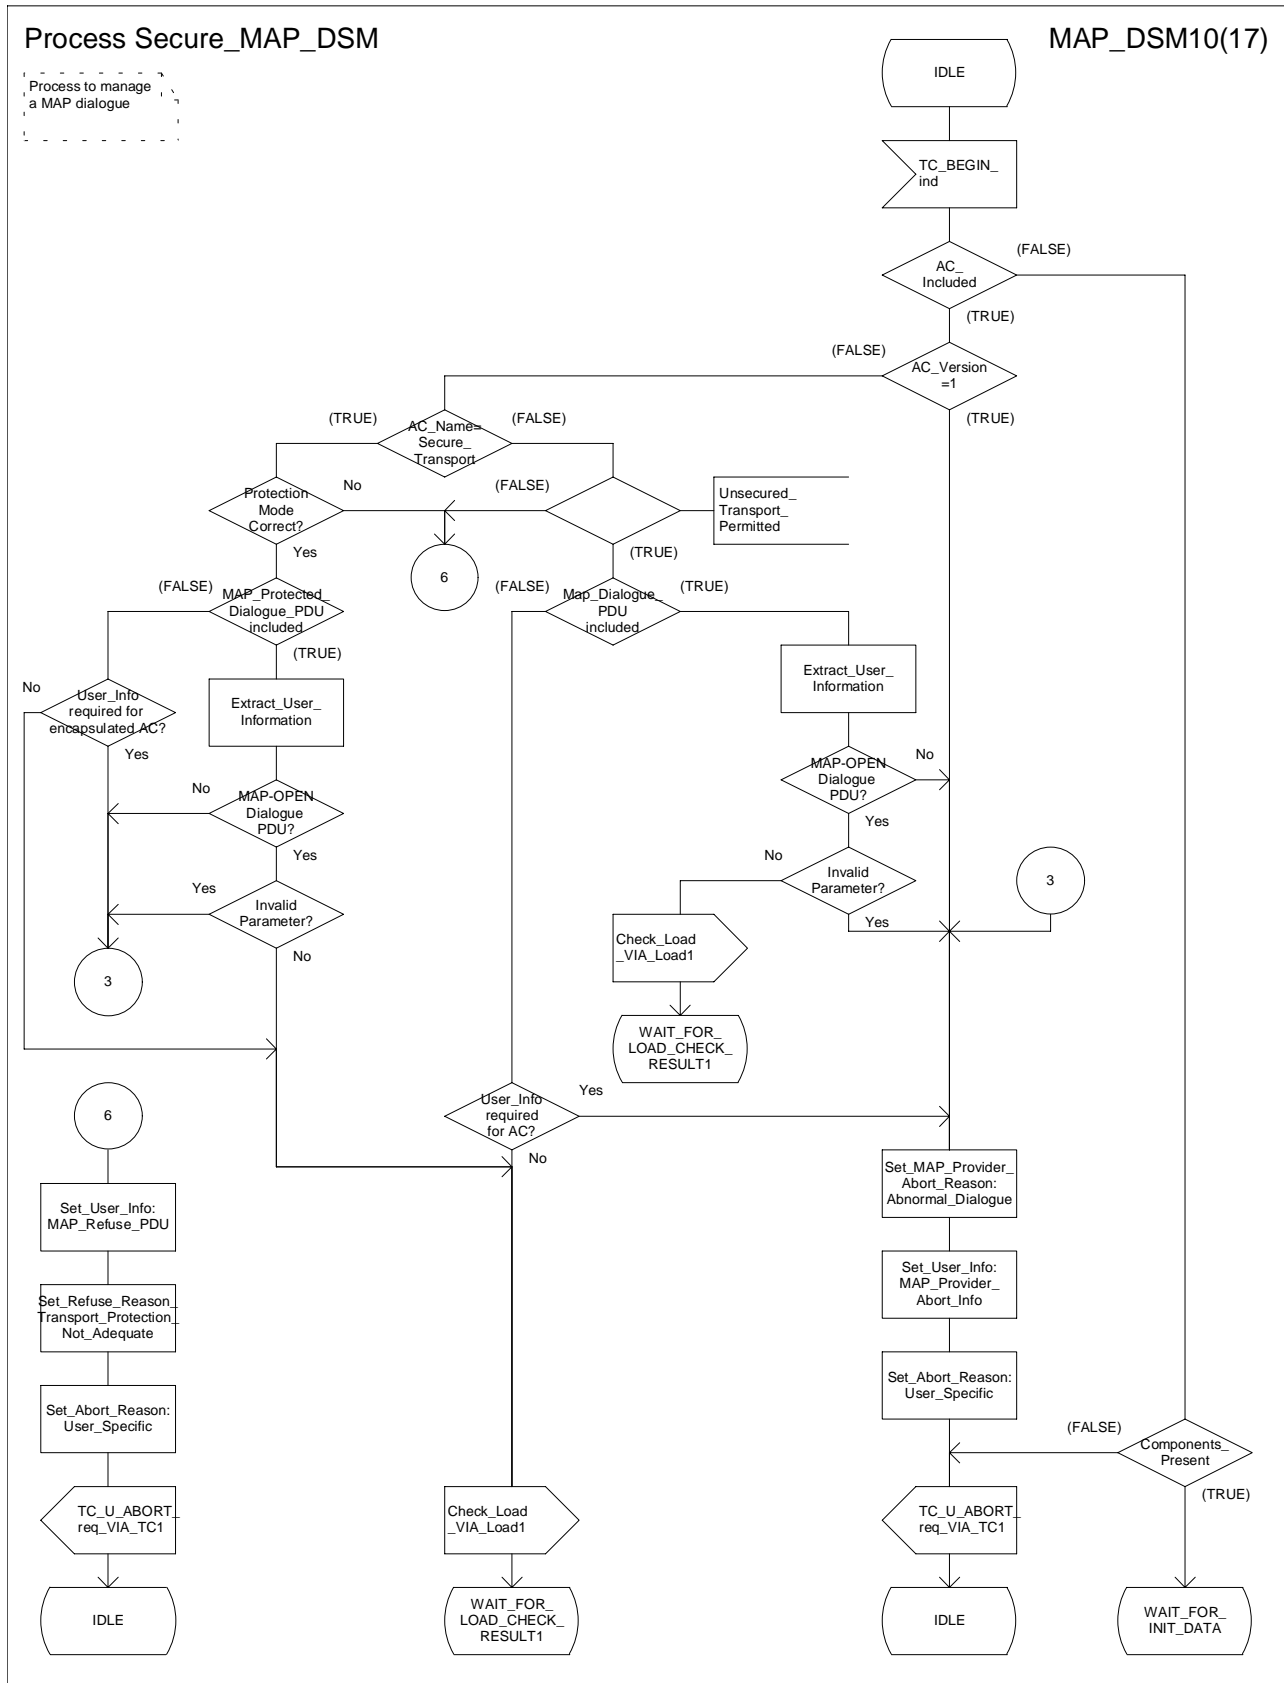 Process Secure_MAP_DSM
MAP_DSM10(17)
Process to manage
a MAP dialogue
IDLE
TC_BEGIN_
ind
AC_
Included
(FALSE)
(TRUE)
AC_Version
=1
(FALSE)
(TRUE)
AC_Name=
Secure_
Transport
(TRUE)
(FALSE)
Protection
Mode
Correct?
No
Yes
(FALSE)
(TRUE)
Unsecured_
Transport_
Permitted
6
MAP_Protected_
Dialogue_PDU
included
(FALSE)
(TRUE)
Map_Dialogue_
PDU
included
(FALSE)
(TRUE)
User_Info
required for
encapsulated AC?
No
Yes
Extract_User_
Information
Extract_User_
Information
MAP-OPEN
Dialogue
PDU?
No
Yes
MAP-OPEN
Dialogue
PDU?
No
Yes
Invalid
Parameter?
Yes
No
Invalid
Parameter?
No
Yes
3
3
Check_Load
_VIA_Load1
WAIT_FOR_
LOAD_CHECK_
RESULT1
6
User_Info
required
for AC?
Yes
No
Set_User_Info:
MAP_Refuse_PDU
Set_Refuse_Reason_
Transport_Protection_
Not_Adequate
Set_Abort_Reason:
User_Specific
TC_U_ABORT_
req_VIA_TC1
IDLE
Check_Load
_VIA_Load1
WAIT_FOR_
LOAD_CHECK_
RESULT1
Set_MAP_Provider_
Abort_Reason:
Abnormal_Dialogue
Set_User_Info:
MAP_Provider_
Abort_Info
Set_Abort_Reason:
User_Specific
TC_U_ABORT_
req_VIA_TC1
IDLE
Components_
Present
(FALSE)
(TRUE)
WAIT_FOR_
INIT_DATA